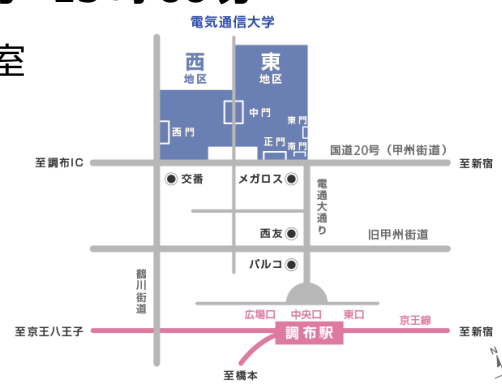 室
電気通信大学
西
地区
東
地区
中門
東門
西門
正門
南門
国道20号（甲州街道）
至調布IC
至新宿
交番
メガロス
電通大通り
西友
旧甲州街道
パルコ
鶴川街道
広場口
中央口
東口
京王線
至京王八王子
調布駅
至新宿
至橋本
N